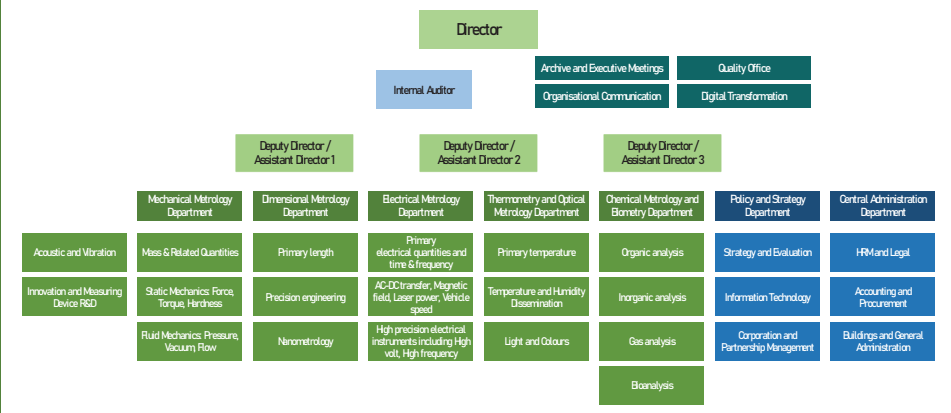 Director
Archive and Executive Meetings
Quality Office
Internal Auditor
Organisational Communication
Digital Transformation
Deputy Director /
Assistant Director 1
Deputy Director /
Assistant Director 2
Deputy Director /
Assistant Director 3
Mechanical Metrology
Department
Dimensional Metrology
Department
Electrical Metrology
Department
Thermometry and Optical
Metrology Department
Chemical Metrology and
Biometry Department
Policy and Strategy
Department
Central Administration
Department
Acoustic and Vibration
Mass & Related Quantities
Primary length
Primary
electrical quantities and
time & frequency
Primary temperature
Organic analysis
Strategy and Evaluation
HRM and Legal
Innovation and Measuring
Device R&D
Static Mechanics: Force,
Torque, Hardness
Precision engineering
AC-DC transfer, Magnetic
field, Laser power, Vehicle
speed
Temperature and Humidity
Dissemination
Inorganic analysis
Information Technology
Accounting and
Procurement
Fluid Mechanics: Pressure,
Vacuum, Flow
Nanometrology
High precision electrical
instruments including High
volt, High frequency
Light and Colours
Gas analysis
Corporation and
Partnership Management
Buildings and General
Administration
Bioanalysis